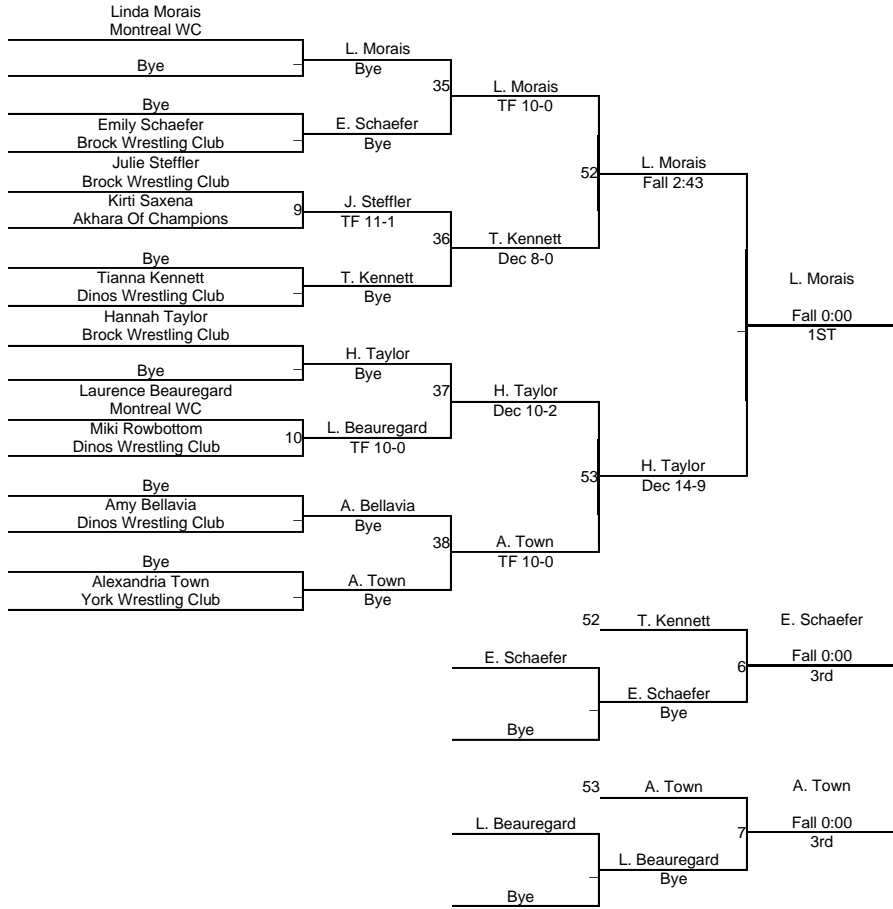 Linda Morais
Montreal WC
L. Morais
Bye
Bye
35
L. Morais
TF 10-0
Bye
Emily Schaefer
Brock Wrestling Club
E. Schaefer
Bye
Julie Steffler
Brock Wrestling Club
52
L. Morais
Fall 2:43
Kirti Saxena
Akhara Of Champions
9
J. Steffler
TF 11-1
36
T. Kennett
Dec 8-0
Bye
Tianna Kennett
Dinos Wrestling Club
T. Kennett
Bye
L. Morais
Fall 0:00
1ST
Hannah Taylor
Brock Wrestling Club
H. Taylor
Bye
Bye
37
H. Taylor
Dec 10-2
Laurence Beauregard
Montreal WC
Miki Rowbottom
Dinos Wrestling Club
10
L. Beauregard
TF 10-0
53
H. Taylor
Dec 14-9
Bye
Amy Bellavia
Dinos Wrestling Club
A. Bellavia
Bye
38
A. Town
TF 10-0
Bye
Alexandria Town
York Wrestling Club
A. Town
Bye
52
T. Kennett
E. Schaefer
E. Schaefer
6
Fall 0:00
3rd
E. Schaefer
Bye
Bye
53
A. Town
A. Town
L. Beauregard
7
Fall 0:00
3rd
L. Beauregard
Bye
Bye